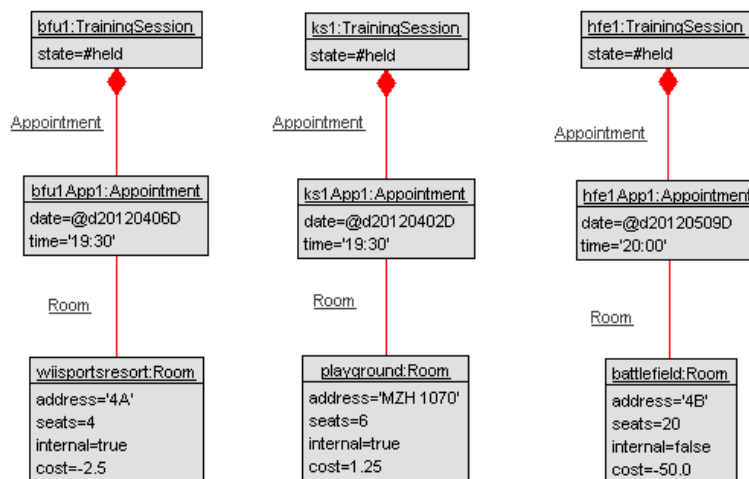 bfu1:TrainingSession
state=#held
Appointment
bfu1App1:Appointment
date=@d20120406D
time='19:30'
Room
wiisportsresort:Room
address='4A'
seats=4
internal=true
cost=-2.5
ks1:TrainingSession
state=#held
Appointment
ks1App1:Appointment
date=@d20120402D
time='19:30'
Room
playground:Room
address='MZH 1070'
seats=6
internal=true
cost=1.25
hfe1:TrainingSession
state=#held
Appointment
hfe1App1:Appointment
date=@d20120509D
time='20:00'
Room
battlefield:Room
address='4B'
seats=20
internal=false
cost=-50.0